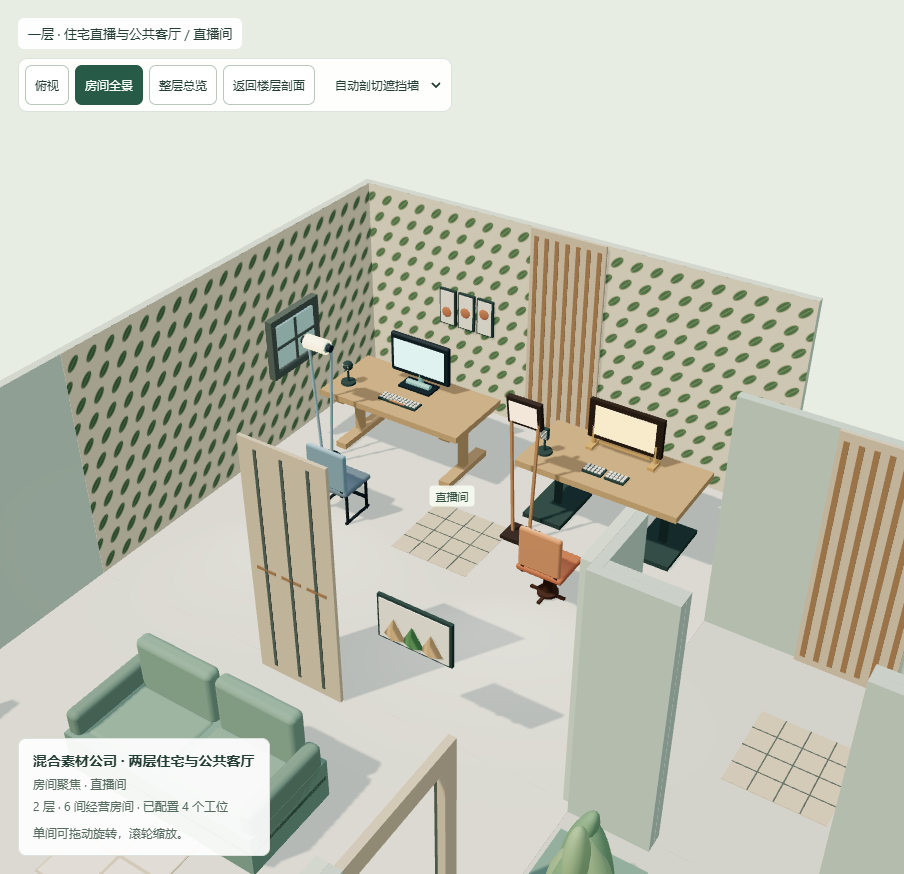 一层 · 住宅直播与公共客厅 / 直播间
俯视 房间全景 整层总览 返回楼层剖面 自动剖切遮挡墙
直播间
混合素材公司 · 两层住宅与公共客厅
房间聚焦 · 直播间
2 层 · 6 间经营房间 · 已配置 4 个工位
单间可拖动旋转，滚轮缩放。